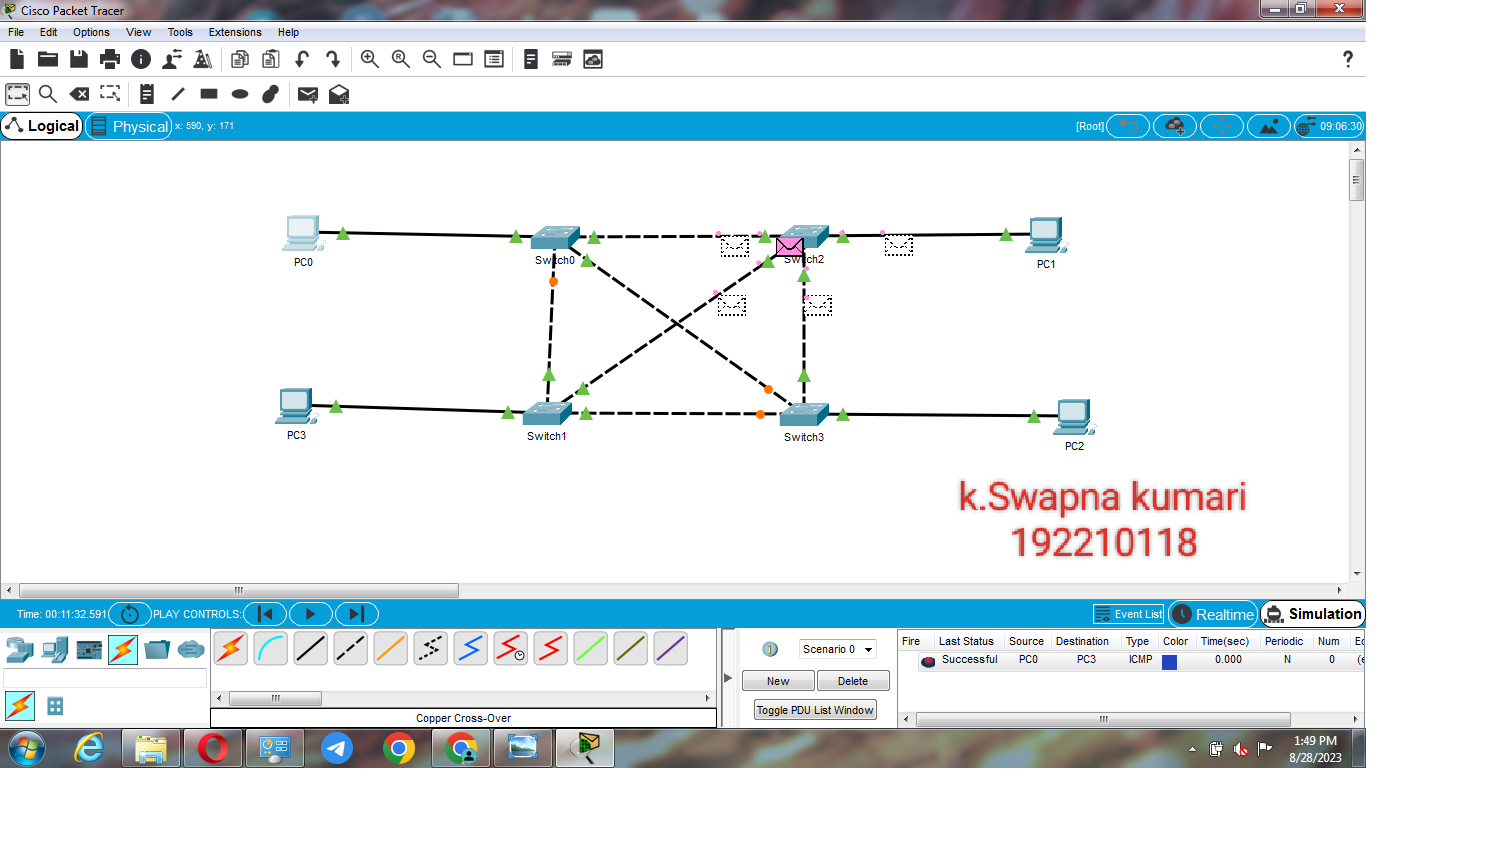 Cisco Packet Tracer
File Edit Options View Tools Extensions Help
Logical Physical x: 590, y: 171 [Root] 09:06:30
PC0 Switch0 Switch2 PC1
PC3 Switch1 Switch3 PC2
k.Swapna kumari
192210118
Time: 00:11:32.591 PLAY CONTROLS: Event List Realtime Simulation
Scenario 0
New Delete
Toggle PDU List Window
Fire Last Status Source Destination Type Color Time(sec) Periodic Num
Successful PC0 PC3 ICMP 0.000 N 0
Copper Cross-Over
1:49 PM
8/28/2023